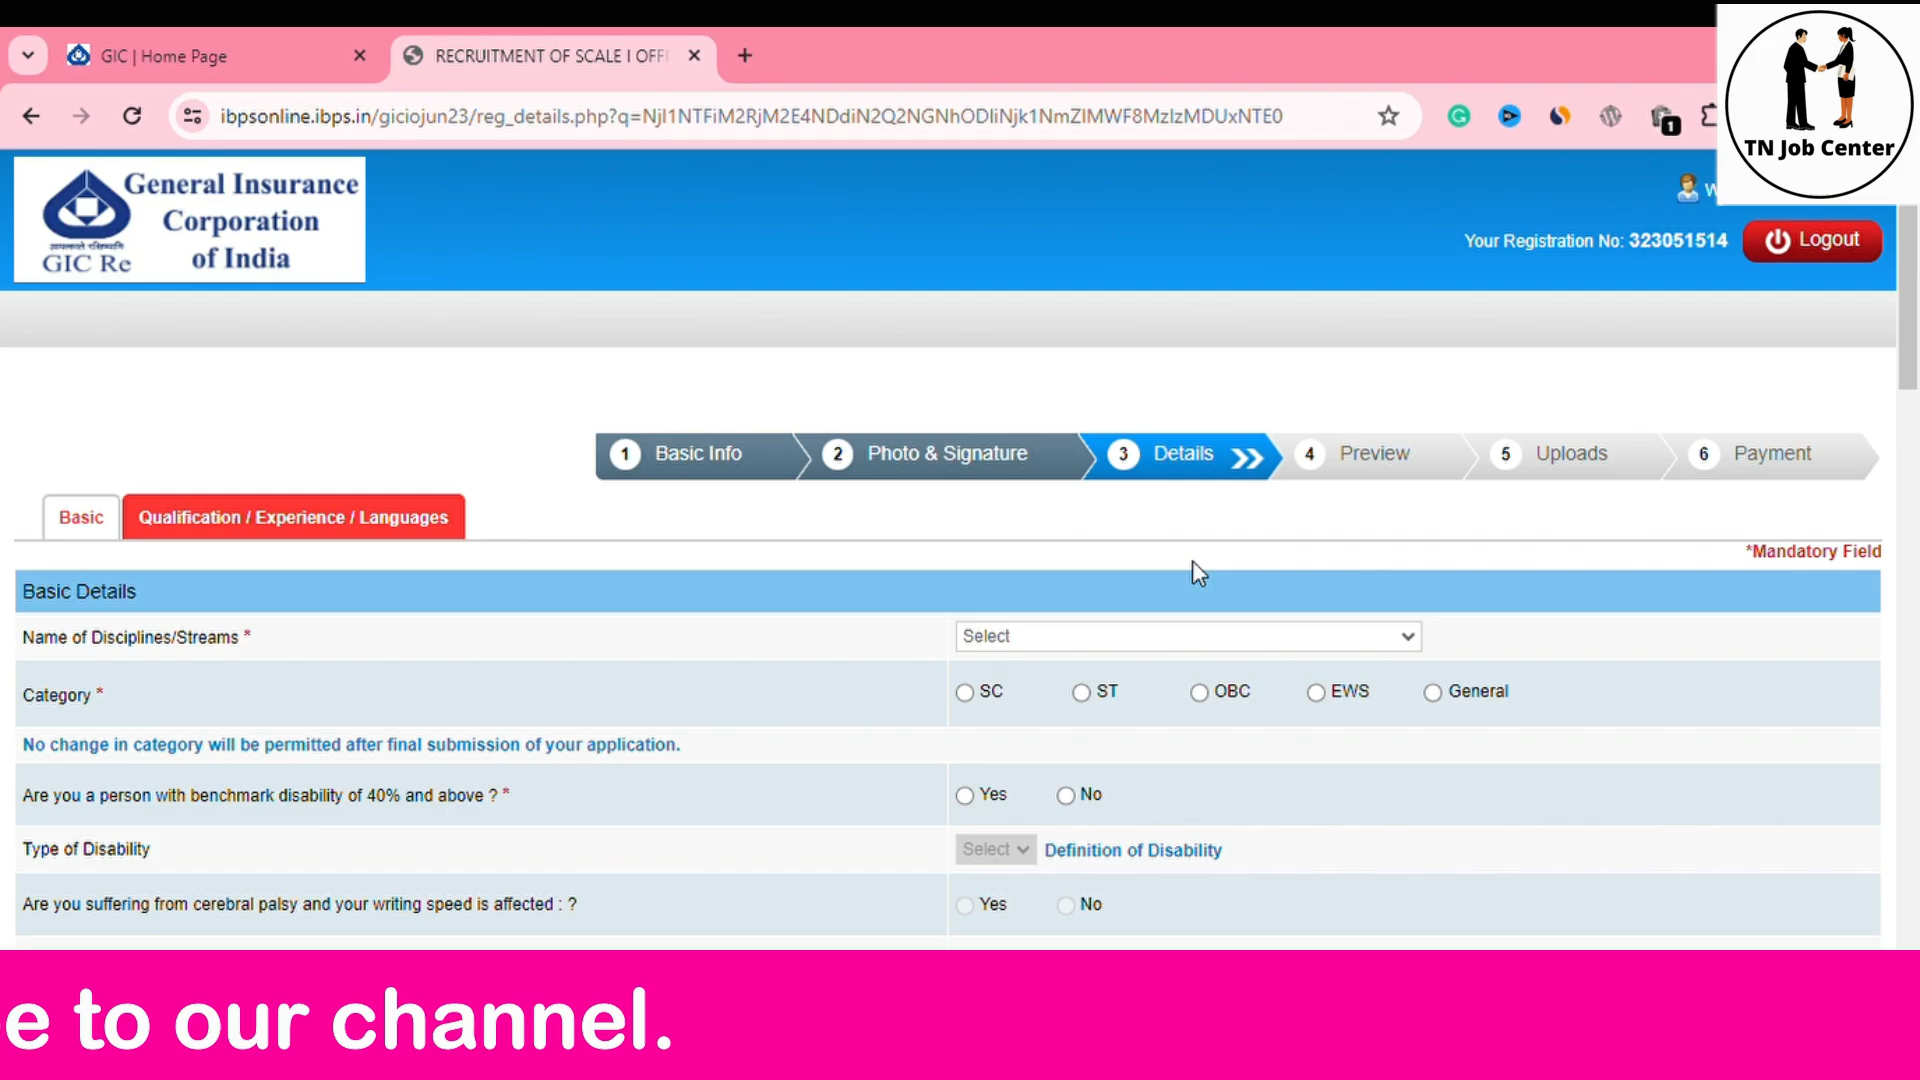 GIC | Home Page
RECRUITMENT OF SCALE I OFFI
ibpsonline.ibps.in/giciojun23/reg_details.php?q=NjI1NTFiM2RjM2E4NDdiN2Q2NGNhODliNjk1NmZlMWF8MzIzMDUxNTE0
1
TN Job Center
General Insurance
Corporation
of India
GIC Re
W
Your Registration No: 323051514
Logout
1 Basic Info
2 Photo & Signature
3 Details
4 Preview
5 Uploads
6 Payment
Basic
Qualification / Experience / Languages
*Mandatory Field
Basic Details
Name of Disciplines/Streams *
Select
Category *
SC ST OBC EWS General
No change in category will be permitted after final submission of your application.
Are you a person with benchmark disability of 40% and above ? *
Yes No
Type of Disability
Select Definition of Disability
Are you suffering from cerebral palsy and your writing speed is affected : ?
Yes No
e to our channel.